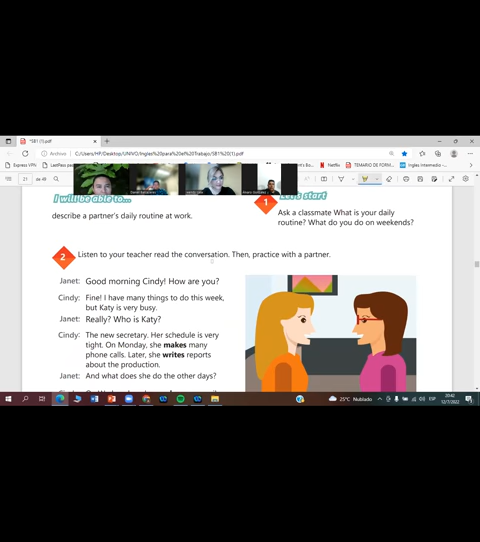 *SB1 (1).pdf
Archivo
C:/Users/HP/Desktop/UNIVO/Ingles%20para%20el%20Trabajo/SB1%20(1).pdf
Express VPN
Netflix
TEMARIO DE FORM...
Inglés Intermedio
21
de 48
I will be able to...
Let's start
describe a partner's daily routine at work.
1
Ask a classmate What is your daily
routine? What do you do on weekends?
2
Listen to your teacher read the conversation. Then, practice with a partner.
Janet: Good morning Cindy! How are you?
Cindy: Fine! I have many things to do this week,
but Katy is very busy.
Janet: Really? Who is Katy?
Cindy: The new secretary. Her schedule is very
tight. On Monday, she makes many
phone calls. Later, she writes reports
about the production.
Janet: And what does she do the other days?
25°C Nublado
ESP
20:42
12/7/2022